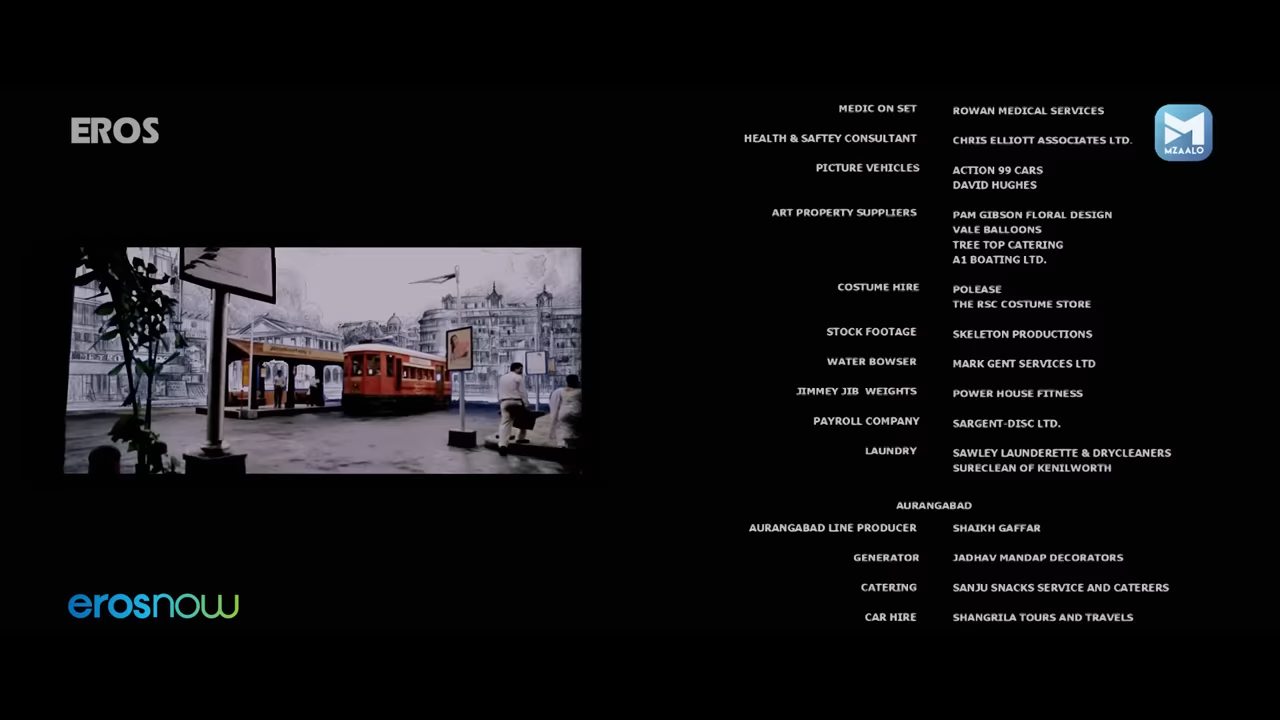 EROS
MEDIC ON SET ROWAN MEDICAL SERVICES
HEALTH & SAFTEY CONSULTANT CHRIS ELLIOTT ASSOCIATES LTD.
MZAALO
PICTURE VEHICLES ACTION 99 CARS
DAVID HUGHES
ART PROPERTY SUPPLIERS PAM GIBSON FLORAL DESIGN
VALE BALLOONS
TREE TOP CATERING
A1 BOATING LTD.
COSTUME HIRE POLEASE
THE RSC COSTUME STORE
STOCK FOOTAGE SKELETON PRODUCTIONS
WATER BOWSER MARK GENT SERVICES LTD
JIMMEY JIB WEIGHTS POWER HOUSE FITNESS
METRO
PAYROLL COMPANY SARGENT-DISC LTD.
LAUNDRY SAWLEY LAUNDERETTE & DRYCLEANERS
SURECLEAN OF KENILWORTH
AURANGABAD
AURANGABAD LINE PRODUCER SHAIKH GAFFAR
GENERATOR JADHAV MANDAP DECORATORS
CATERING SANJU SNACKS SERVICE AND CATERERS
CAR HIRE SHANGRILA TOURS AND TRAVELS
erosnow